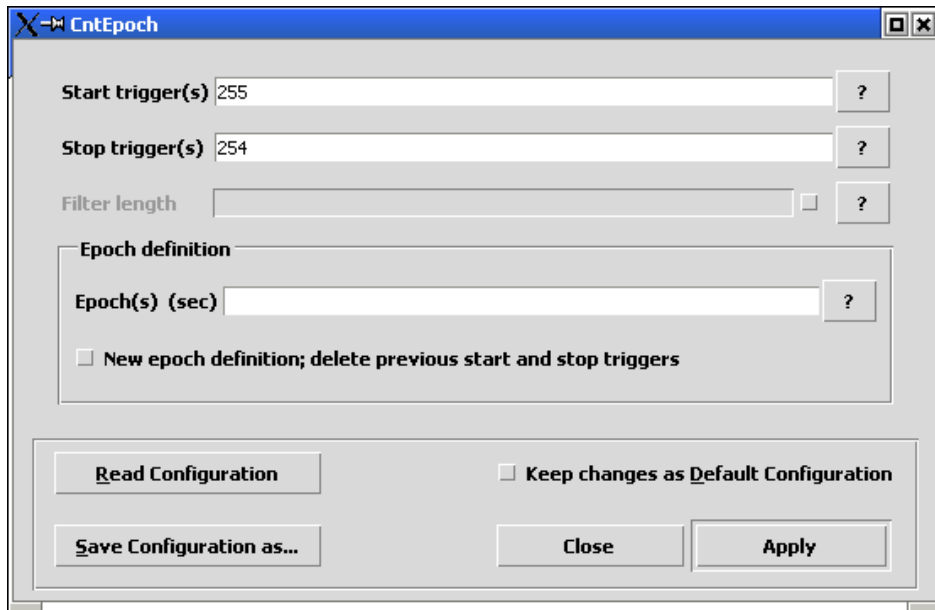 CntEpoch
Start trigger(s) 255 ?
Stop trigger(s) 254 ?
Filter length ?
Epoch definition
Epoch(s) (sec) ?
New epoch definition; delete previous start and stop triggers
Read Configuration
Keep changes as Default Configuration
Save Configuration as...
Close
Apply